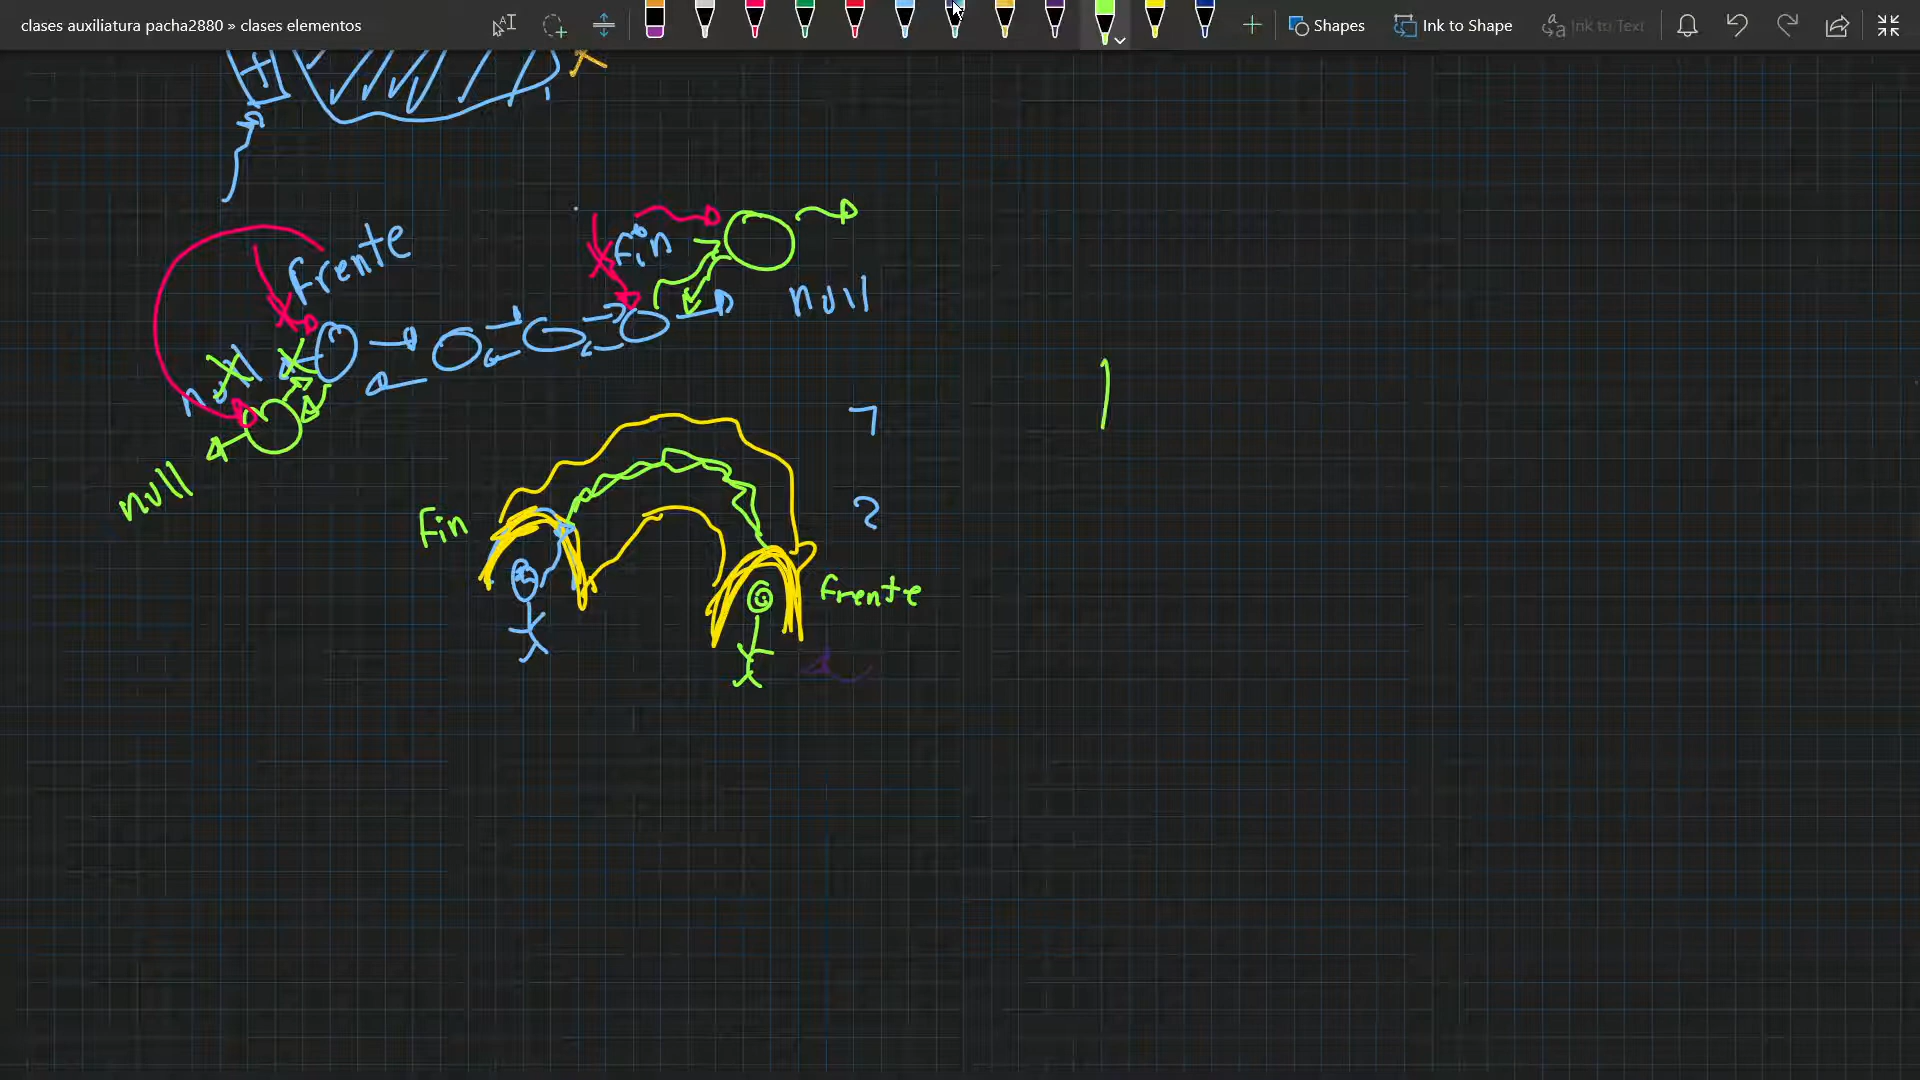 clases auxiliatura pacha2880 » clases elementos
Shapes
Ink to Shape
Ink to Text
frente
fin
null
null
null
7
2
Fin
frente